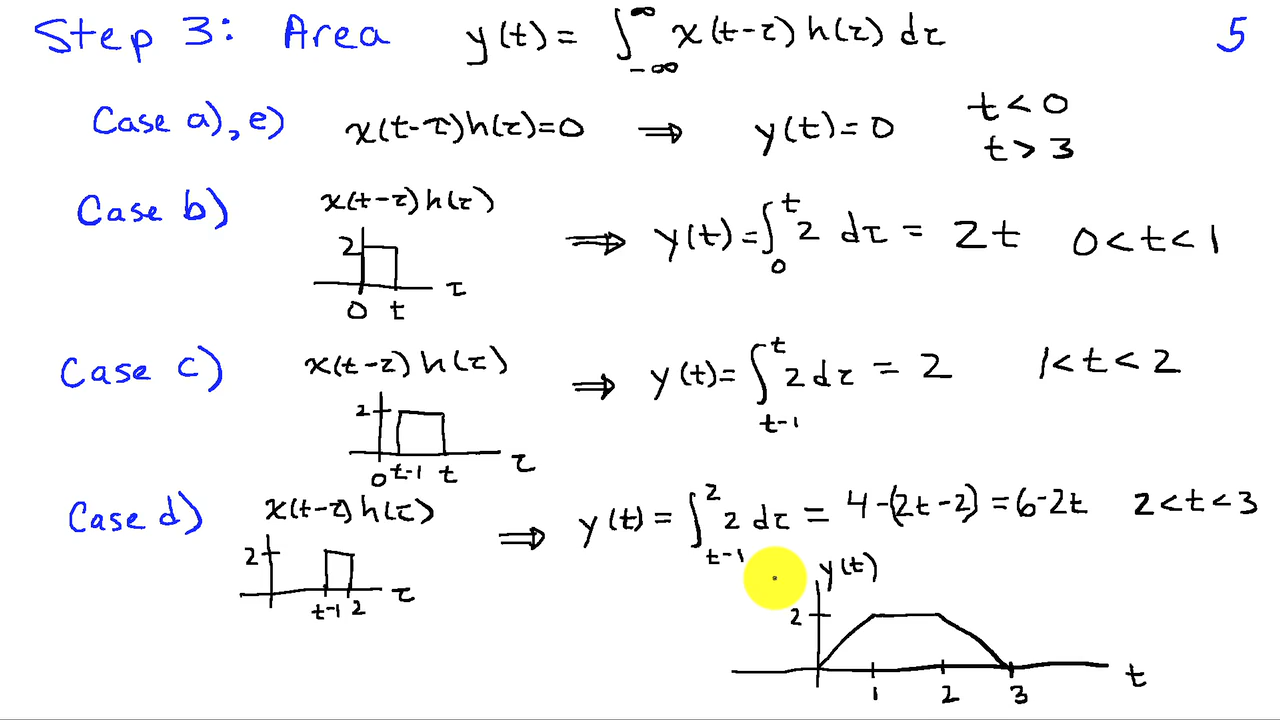 Step 3: Area y(t) = ∫_{-∞}^{∞} x(t-τ) h(τ) dτ 5
Case a), e) x(t-τ)h(τ)=0 ⇒ y(t)=0 t<0
t>3
Case b) x(t-τ)h(τ) ⇒ y(t)=∫_0^t 2 dτ = 2t 0<t<1
2
τ
0 t
Case c) x(t-τ) h(τ) ⇒ y(t)=∫_{t-1}^t 2 dτ = 2 1<t<2
2
τ
0 t-1 t
Case d) x(t-τ)h(τ) ⇒ y(t)=∫_{t-1}^2 2 dτ = 4-(2t-2)=6-2t 2<t<3
2
τ
t-1 2
y(t)
2
t
1 2 3